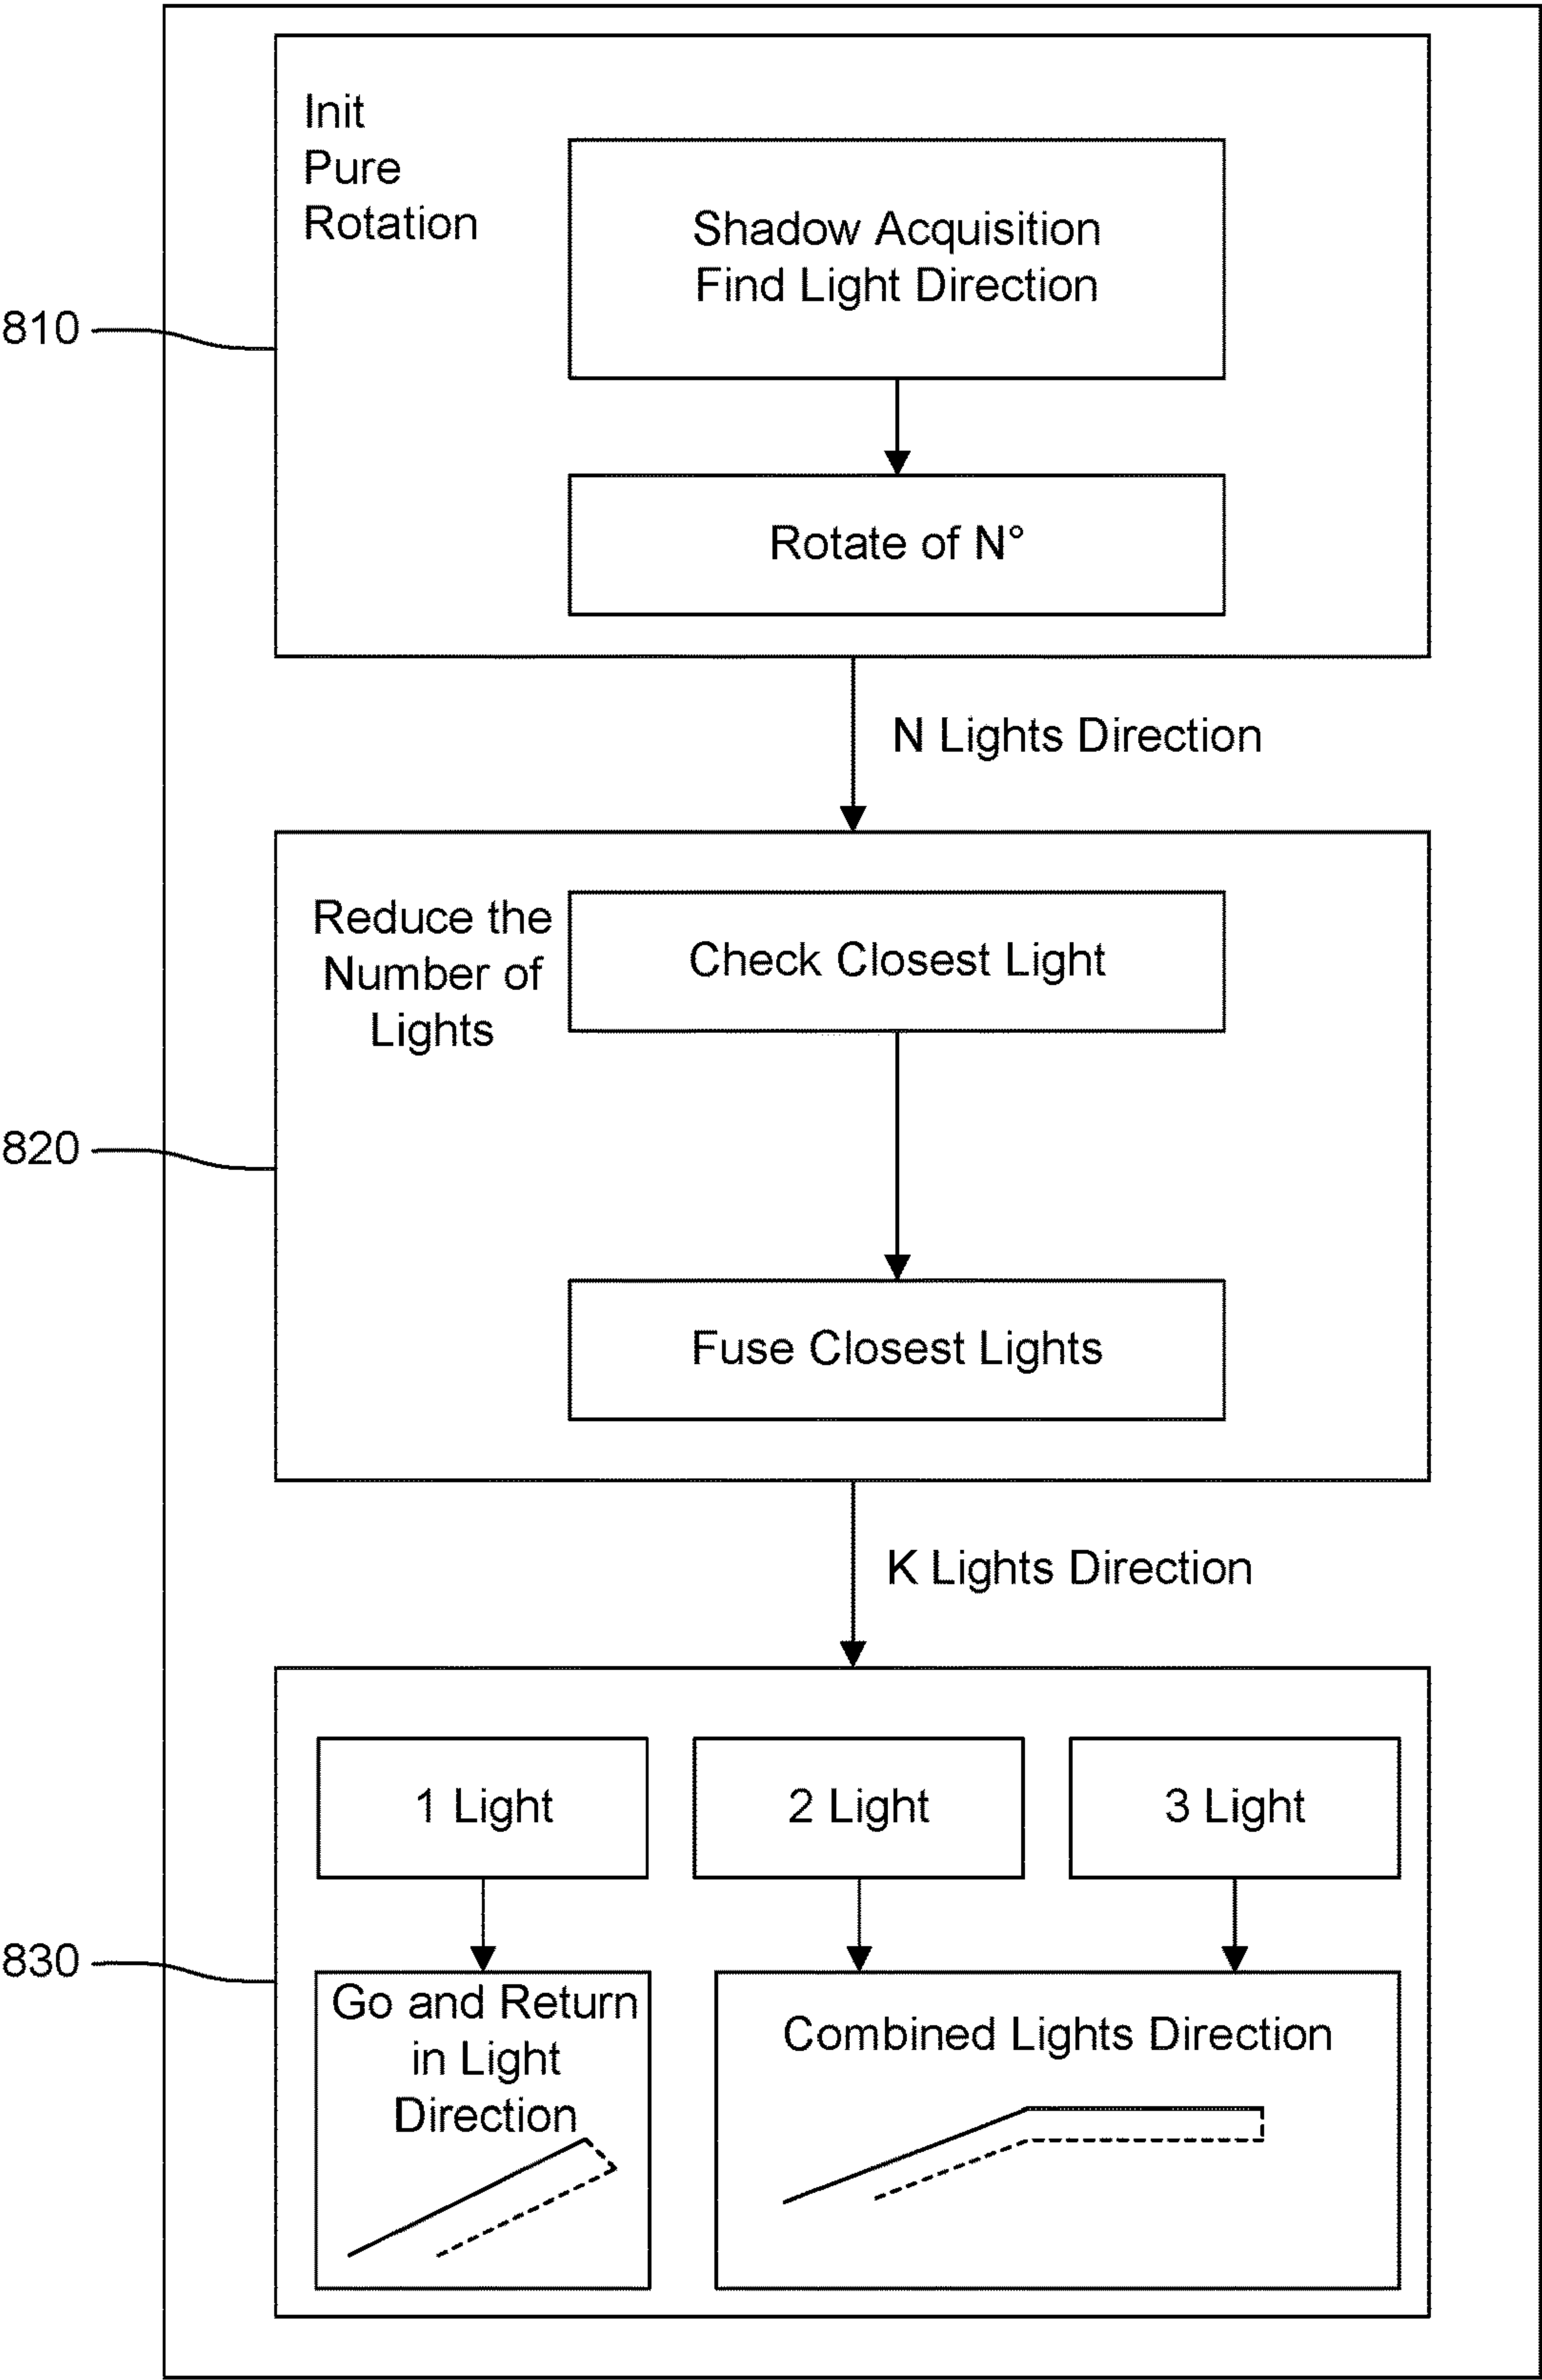 Init
Pure
Rotation
Shadow Acquisition
Find Light Direction
810
Rotate of N°
N Lights Direction
Reduce the
Number of
Lights
Check Closest Light
820
Fuse Closest Lights
K Lights Direction
1 Light
2 Light
3 Light
830
Go and Return
in Light
Direction
Combined Lights Direction